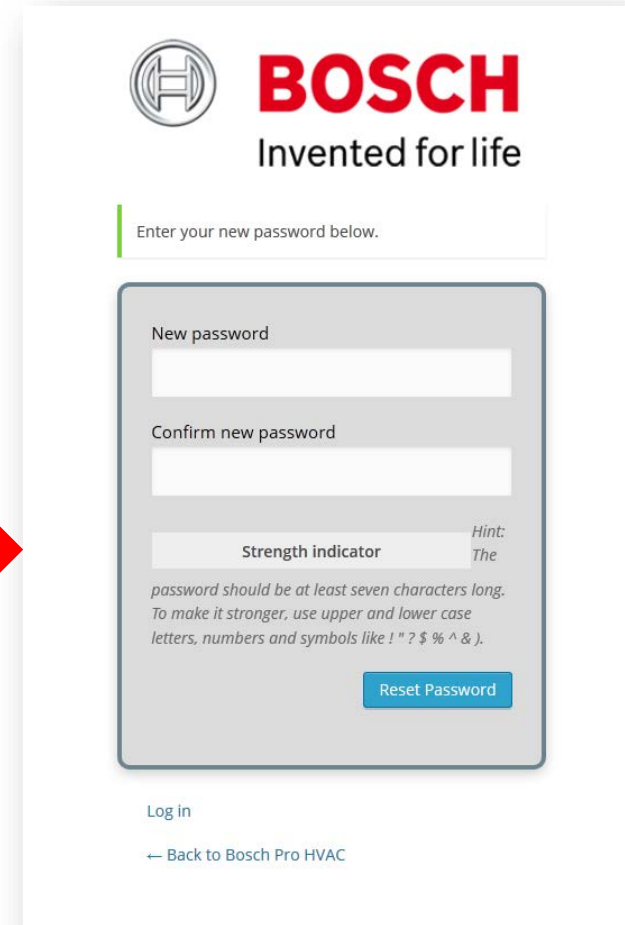 BOSCH
Invented for life
Enter your new password below.
New password
Confirm new password
Strength indicator
Hint:
The
password should be at least seven characters long.
To make it stronger, use upper and lower case
letters, numbers and symbols like ! " ? $ % ^ & ).
Reset Password
Log in
← Back to Bosch Pro HVAC